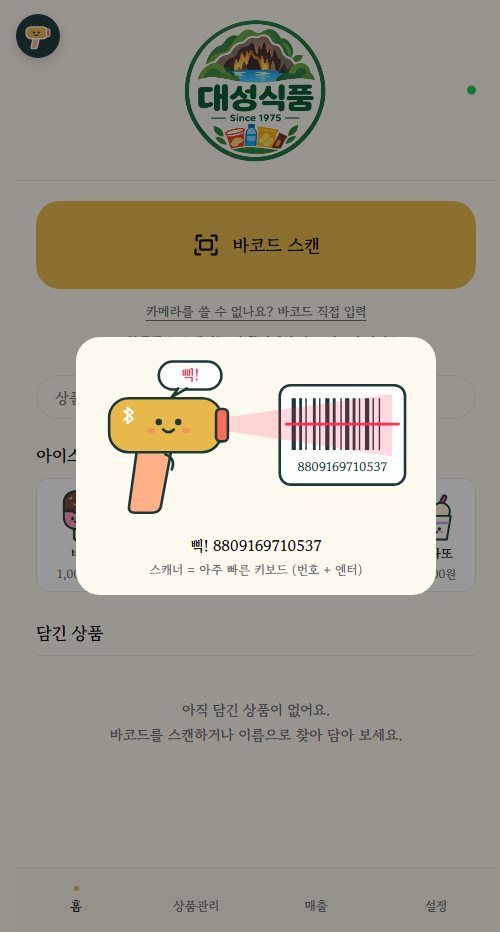 대성식품
Since 1975
바코드 스캔
카메라를 쓸 수 없나요? 바코드 직접 입력
삑!
8809169710537
삑! 8809169710537
스캐너 = 아주 빠른 키보드 (번호 + 엔터)
담긴 상품
아직 담긴 상품이 없어요.
바코드를 스캔하거나 이름으로 찾아 담아 보세요.
홈
상품관리
매출
설정